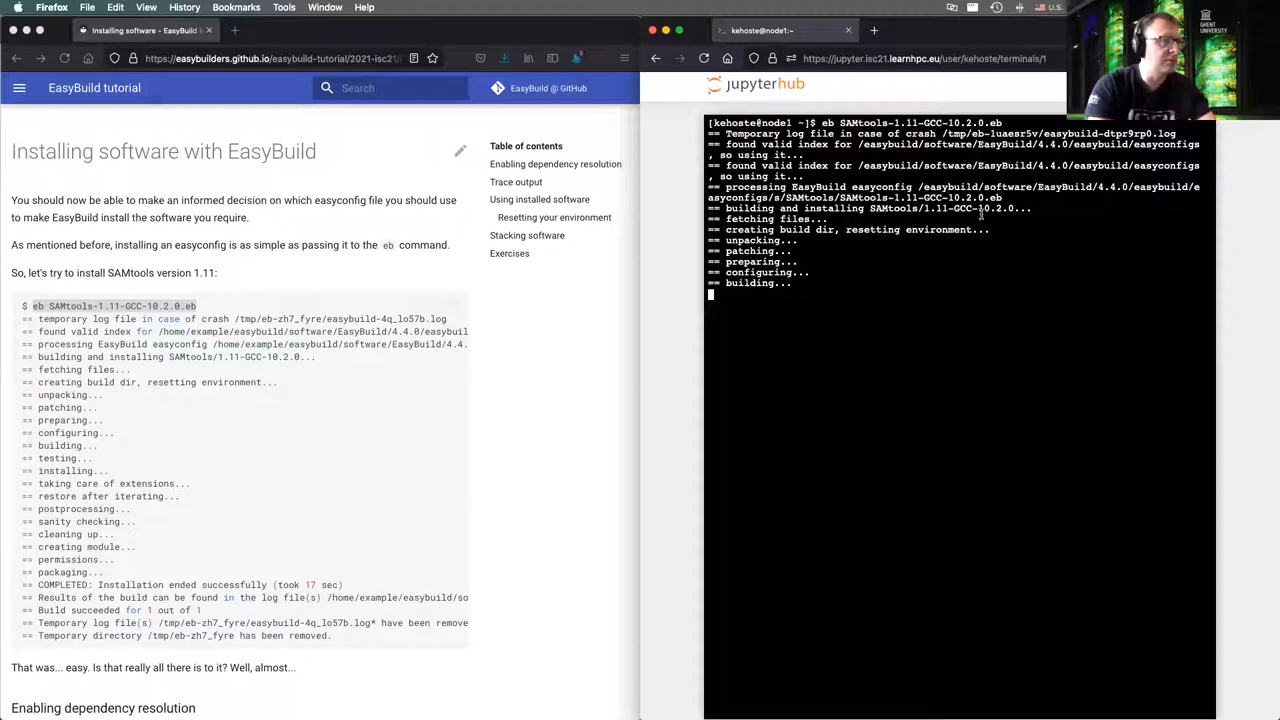 Firefox File Edit View History Bookmarks Tools Window Help
U.S.
GHENT
UNIVERSITY
Installing software - EasyBuild
kehoste@node1:~
https://easybuilders.github.io/easybuild-tutorial/2021-isc21/
https://jupyter.isc21.learnhpc.eu/user/kehoste/terminals/1
EasyBuild tutorial
Search
EasyBuild @ GitHub
jupyterhub
Installing software with EasyBuild
You should now be able to make an informed decision on which easyconfig file you should use
to make EasyBuild install the software you require.
As mentioned before, installing an easyconfig is as simple as passing it to the eb command.
So, let's try to install SAMtools version 1.11:
$ eb SAMtools-1.11-GCC-10.2.0.eb
== temporary log file in case of crash /tmp/eb-zh7_fyre/easybuild-4q_lo57b.log
== found valid index for /home/example/easybuild/software/EasyBuild/4.4.0/easybuil
== processing EasyBuild easyconfig /home/example/easybuild/software/EasyBuild/4.4.
== building and installing SAMtools/1.11-GCC-10.2.0...
== fetching files...
== creating build dir, resetting environment...
== unpacking...
== patching...
== preparing...
== configuring...
== building...
== testing...
== installing...
== taking care of extensions...
== restore after iterating...
== postprocessing...
== sanity checking...
== cleaning up...
== creating module...
== permissions...
== packaging...
== COMPLETED: Installation ended successfully (took 17 sec)
== Results of the build can be found in the log file(s) /home/example/easybuild/so
== Build succeeded for 1 out of 1
== Temporary log file(s) /tmp/eb-zh7_fyre/easybuild-4q_lo57b.log* have been remove
== Temporary directory /tmp/eb-zh7_fyre has been removed.
That was... easy. Is that really all there is to it? Well, almost...
Enabling dependency resolution
Table of contents
Enabling dependency resolution
Trace output
Using installed software
Resetting your environment
Stacking software
Exercises
[kehoste@node1 ~]$ eb SAMtools-1.11-GCC-10.2.0.eb
== Temporary log file in case of crash /tmp/eb-1uaesr5v/easybuild-dtpr9rp0.log
== found valid index for /easybuild/software/EasyBuild/4.4.0/easybuild/easyconfigs
, so using it...
== found valid index for /easybuild/software/EasyBuild/4.4.0/easybuild/easyconfigs
, so using it...
== processing EasyBuild easyconfig /easybuild/software/EasyBuild/4.4.0/easybuild/e
asyconfigs/s/SAMtools/SAMtools-1.11-GCC-10.2.0.eb
== building and installing SAMtools/1.11-GCC-10.2.0...
== fetching files...
== creating build dir, resetting environment...
== unpacking...
== patching...
== preparing...
== configuring...
== building...